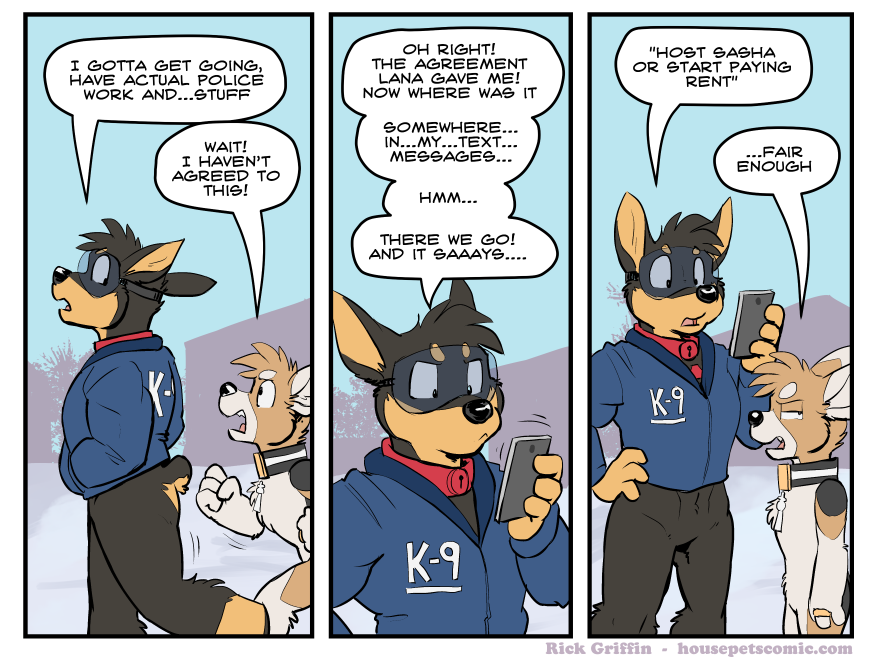 I GOTTA GET GOING,
HAVE ACTUAL POLICE
WORK AND...STUFF
WAIT!
I HAVEN'T
AGREED TO
THIS!
K-9
OH RIGHT!
THE AGREEMENT
LANA GAVE ME!
NOW WHERE WAS IT
SOMEWHERE...
IN...MY...TEXT...
MESSAGES...
HMM...
THERE WE GO!
AND IT SAAAYS....
K-9
"HOST SASHA
OR START PAYING
RENT"
...FAIR
ENOUGH
K-9
Rick Griffin - housepetscomic.com